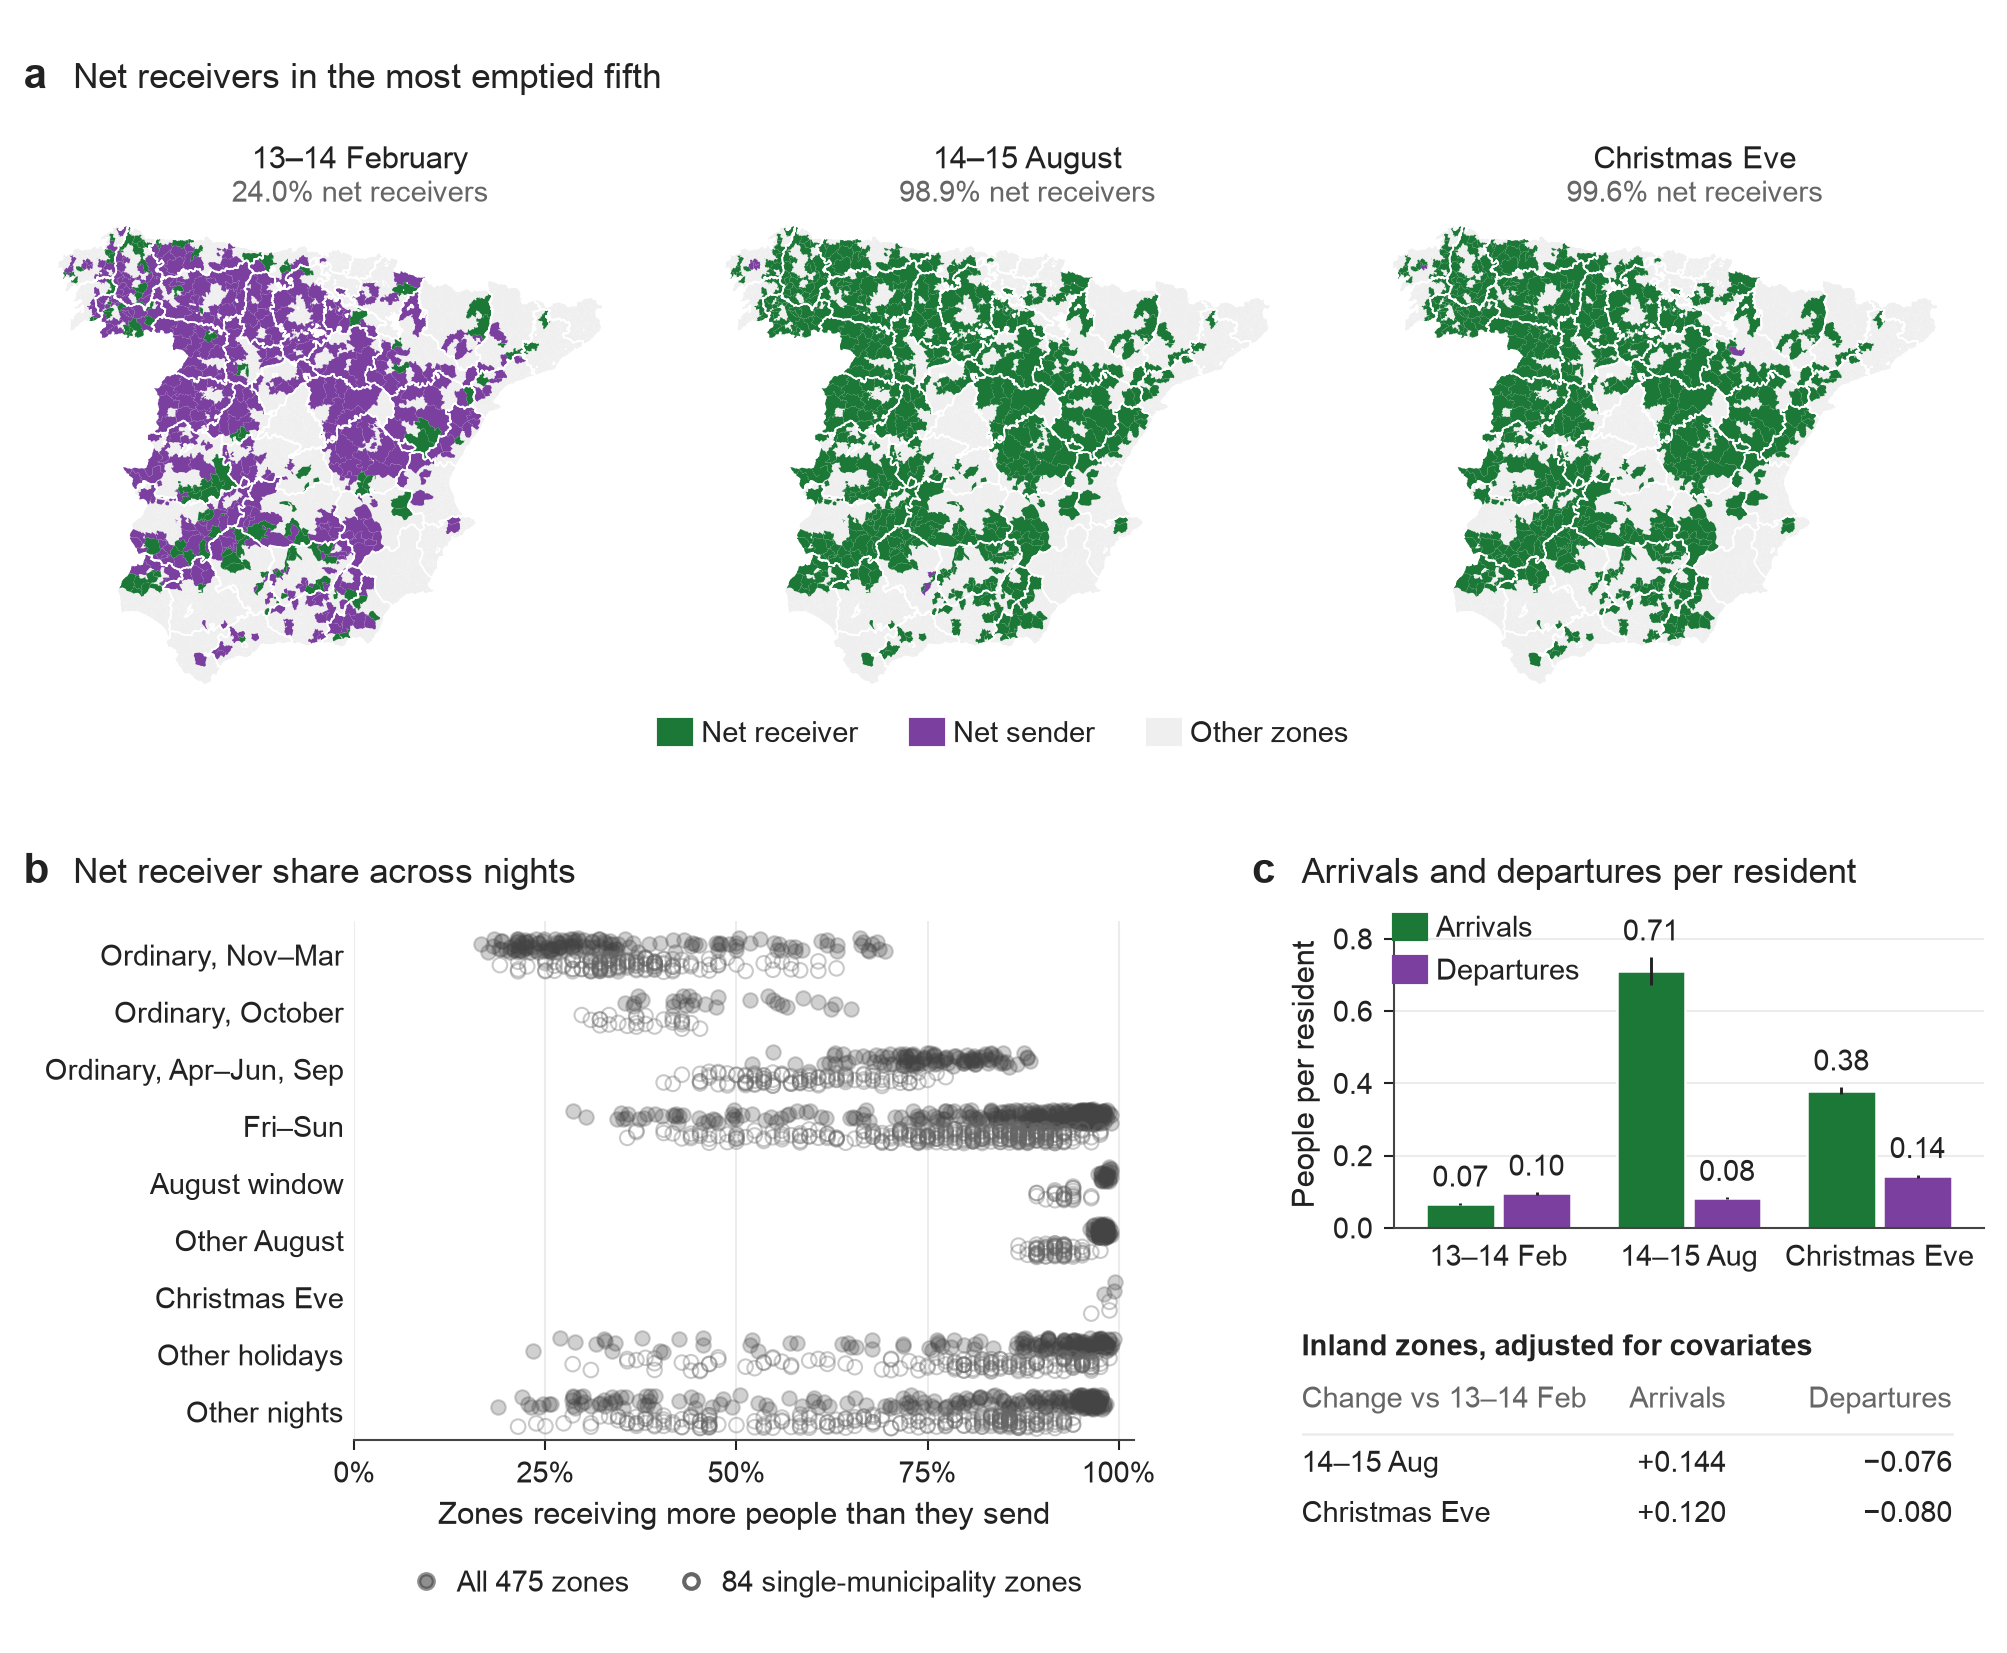 a Net receivers in the most emptied fifth
13–14 February
24.0% net receivers
14–15 August
98.9% net receivers
Christmas Eve
99.6% net receivers
Net receiver
Net sender
Other zones
b Net receiver share across nights
Ordinary, Nov–Mar
Ordinary, October
Ordinary, Apr–Jun, Sep
Fri–Sun
August window
Other August
Christmas Eve
Other holidays
Other nights
0% 25% 50% 75% 100%
Zones receiving more people than they send
All 475 zones
84 single-municipality zones
c Arrivals and departures per resident
Arrivals
Departures
People per resident
0.8
0.6
0.4
0.2
0.0
0.07
0.10
0.71
0.08
0.38
0.14
13–14 Feb
14–15 Aug
Christmas Eve
Inland zones, adjusted for covariates
Change vs 13–14 Feb Arrivals Departures
14–15 Aug +0.144 −0.076
Christmas Eve +0.120 −0.080